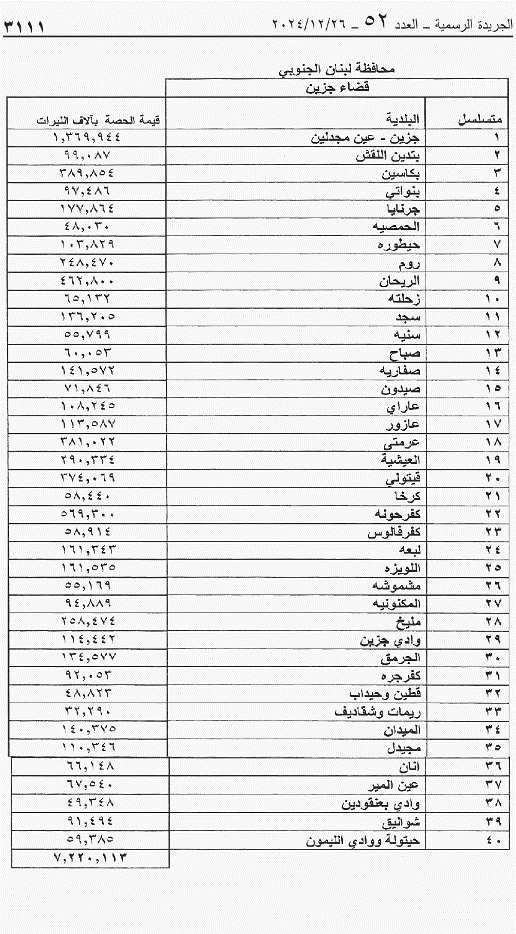 الجريدة الرسمية ــ العدد ٥٢ ــ ٢٠٢٤/١٢/٢٦ ٣١١١
محافظة لبنان الجنوبي
قضاء جزين
متسلسل البلدية قيمة الحصة بآلاف الليرات
١ جزين - عين مجدلين ١,٣٦٩,٩٤٤
٢ بتدين اللقش ٩٩,٠٨٧
٣ بكاسين ٣٨٩,٨٥٤
٤ بنواتي ٩٧,٤٨٦
٥ جرنايا ١٧٧,٨٦٤
٦ الحمصيه ٤٨,٠٣٠
٧ حيطوره ١٠٣,٨٢٩
٨ روم ٢٤٨,٤٧٠
٩ الريحان ٤٦٢,٨٠٠
١٠ زحلته ٦٥,١٣٢
١١ سجد ١٣٦,٢٠٥
١٢ سنيه ٥٥,٧٩٩
١٣ صباح ٦٠,٠٥٣
١٤ صفاريه ١٤١,٥٧٢
١٥ صيدون ٧١,٨٤٦
١٦ عاراي ١٠٨,٢٤٥
١٧ عازور ١١٣,٥٨٧
١٨ عرمتى ٣٨١,٠٢٢
١٩ العيشية ٢٩٠,٣٣٤
٢٠ قيتولي ٣٧٤,٠٦٩
٢١ كرخا ٥٨,٤٤٠
٢٢ كفرحونه ٥٦٩,٣٠٠
٢٣ كفرفالوس ٥٨,٩١٤
٢٤ لبعه ١٦١,٣٤٣
٢٥ اللويزه ١٦١,٥٣٥
٢٦ مشموشه ٥٥,١٦٩
٢٧ المكنونيه ٩٤,٨٨٩
٢٨ مليخ ٢٥٨,٤٧٤
٢٩ وادي جزين ١١٤,٤٤٢
٣٠ الجرمق ١٣٤,٥٧٧
٣١ كفرجره ٩٢,٠٥٣
٣٢ قطين وحيداب ٤٨,٨٢٣
٣٣ ريمات وشقاديف ٣٢,٢٩٠
٣٤ الميدان ١٤٠,٣٧٥
٣٥ مجيدل ١١٠,٣٤٦
٣٦ انان ٦٦,١٤٨
٣٧ عين المير ٦٧,٥٤٠
٣٨ وادي بعنقودين ٤٩,٣٤٨
٣٩ شواليق ٩١,٤٩٤
٤٠ حيتولة ووادي الليمون ٥٩,٣٨٥
٧,٢٢٠,١١٣